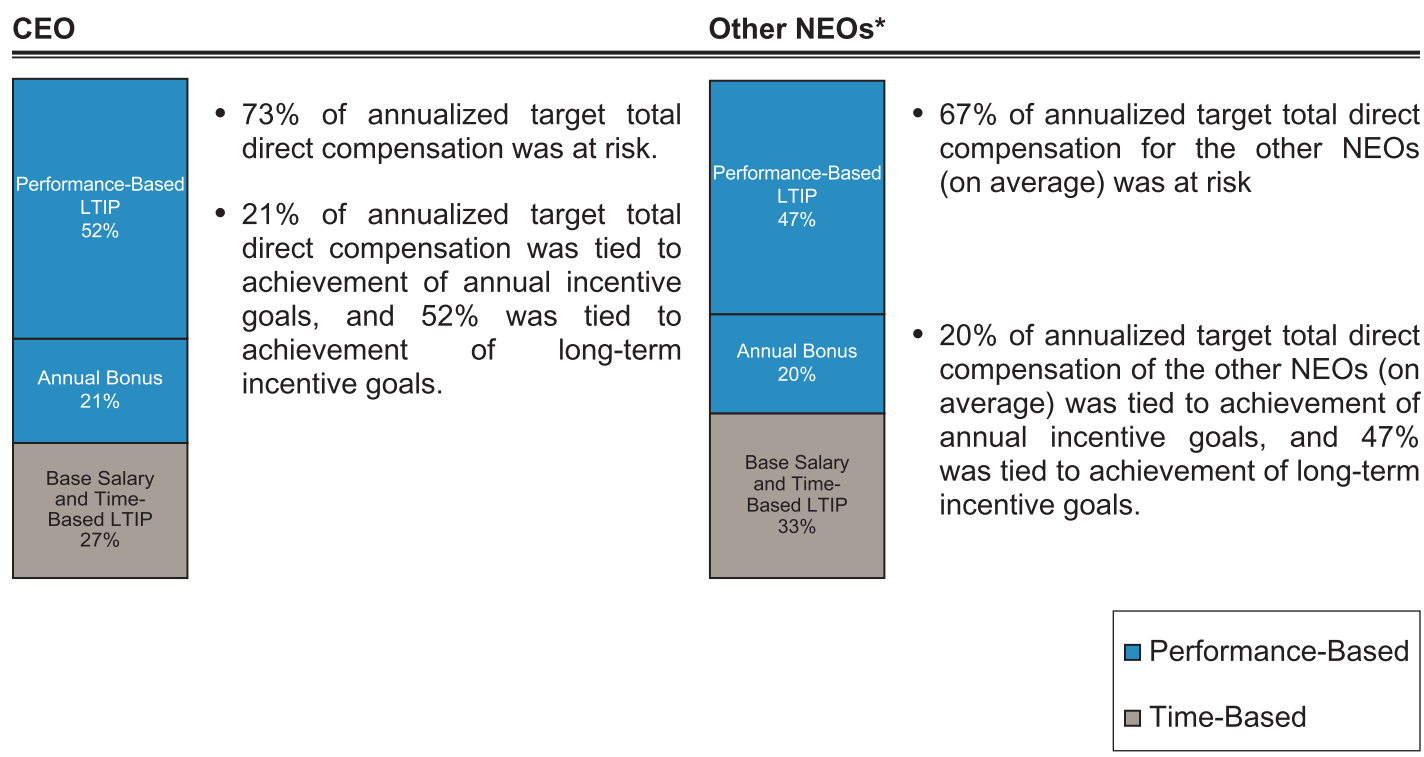 CEO
Performance-Based
LTIP
52%
Annual Bonus
21%
Base Salary
and Time-
Based LTIP
27%
• 73% of annualized target total
direct compensation was at risk.
• 21% of annualized target total
direct compensation was tied to
achievement of annual incentive
goals, and 52% was tied to
achievement of long-term
incentive goals.
Other NEOs*
Performance-Based
LTIP
47%
Annual Bonus
20%
Base Salary
and Time-
Based LTIP
33%
• 67% of annualized target total direct
compensation for the other NEOs
(on average) was at risk
• 20% of annualized target total direct
compensation of the other NEOs (on
average) was tied to achievement of
annual incentive goals, and 47%
was tied to achievement of long-term
incentive goals.
Performance-Based
Time-Based